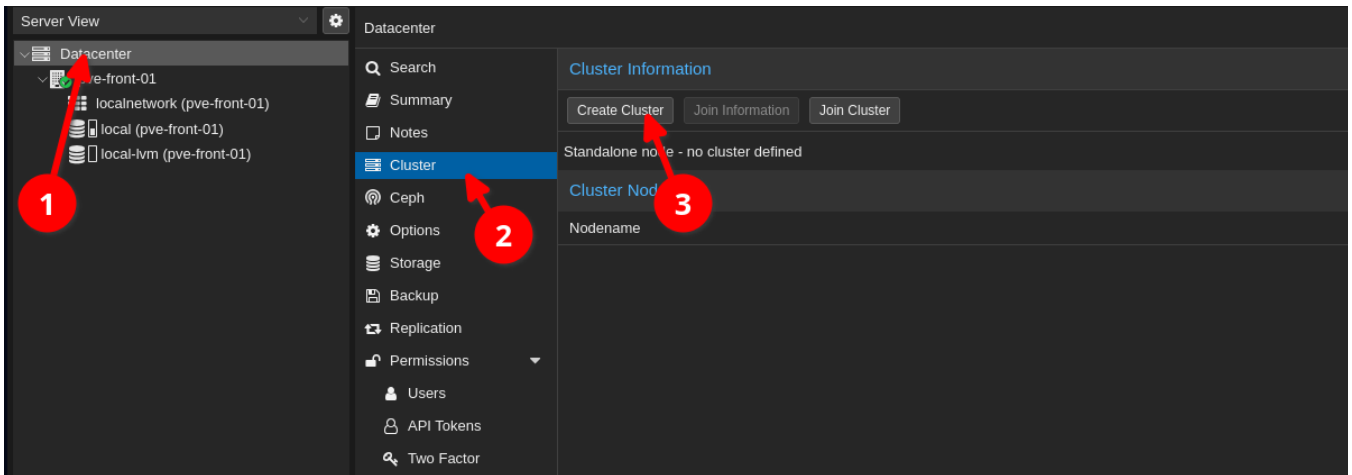 Server View
Datacenter
pve-front-01
localnetwork (pve-front-01)
local (pve-front-01)
local-lvm (pve-front-01)
1
Datacenter
Search
Summary
Notes
Cluster
Ceph
Options
Storage
Backup
Replication
Permissions
Users
API Tokens
Two Factor
2
Cluster Information
Create Cluster Join Information Join Cluster
Standalone node - no cluster defined
Cluster Nod
3
Nodename